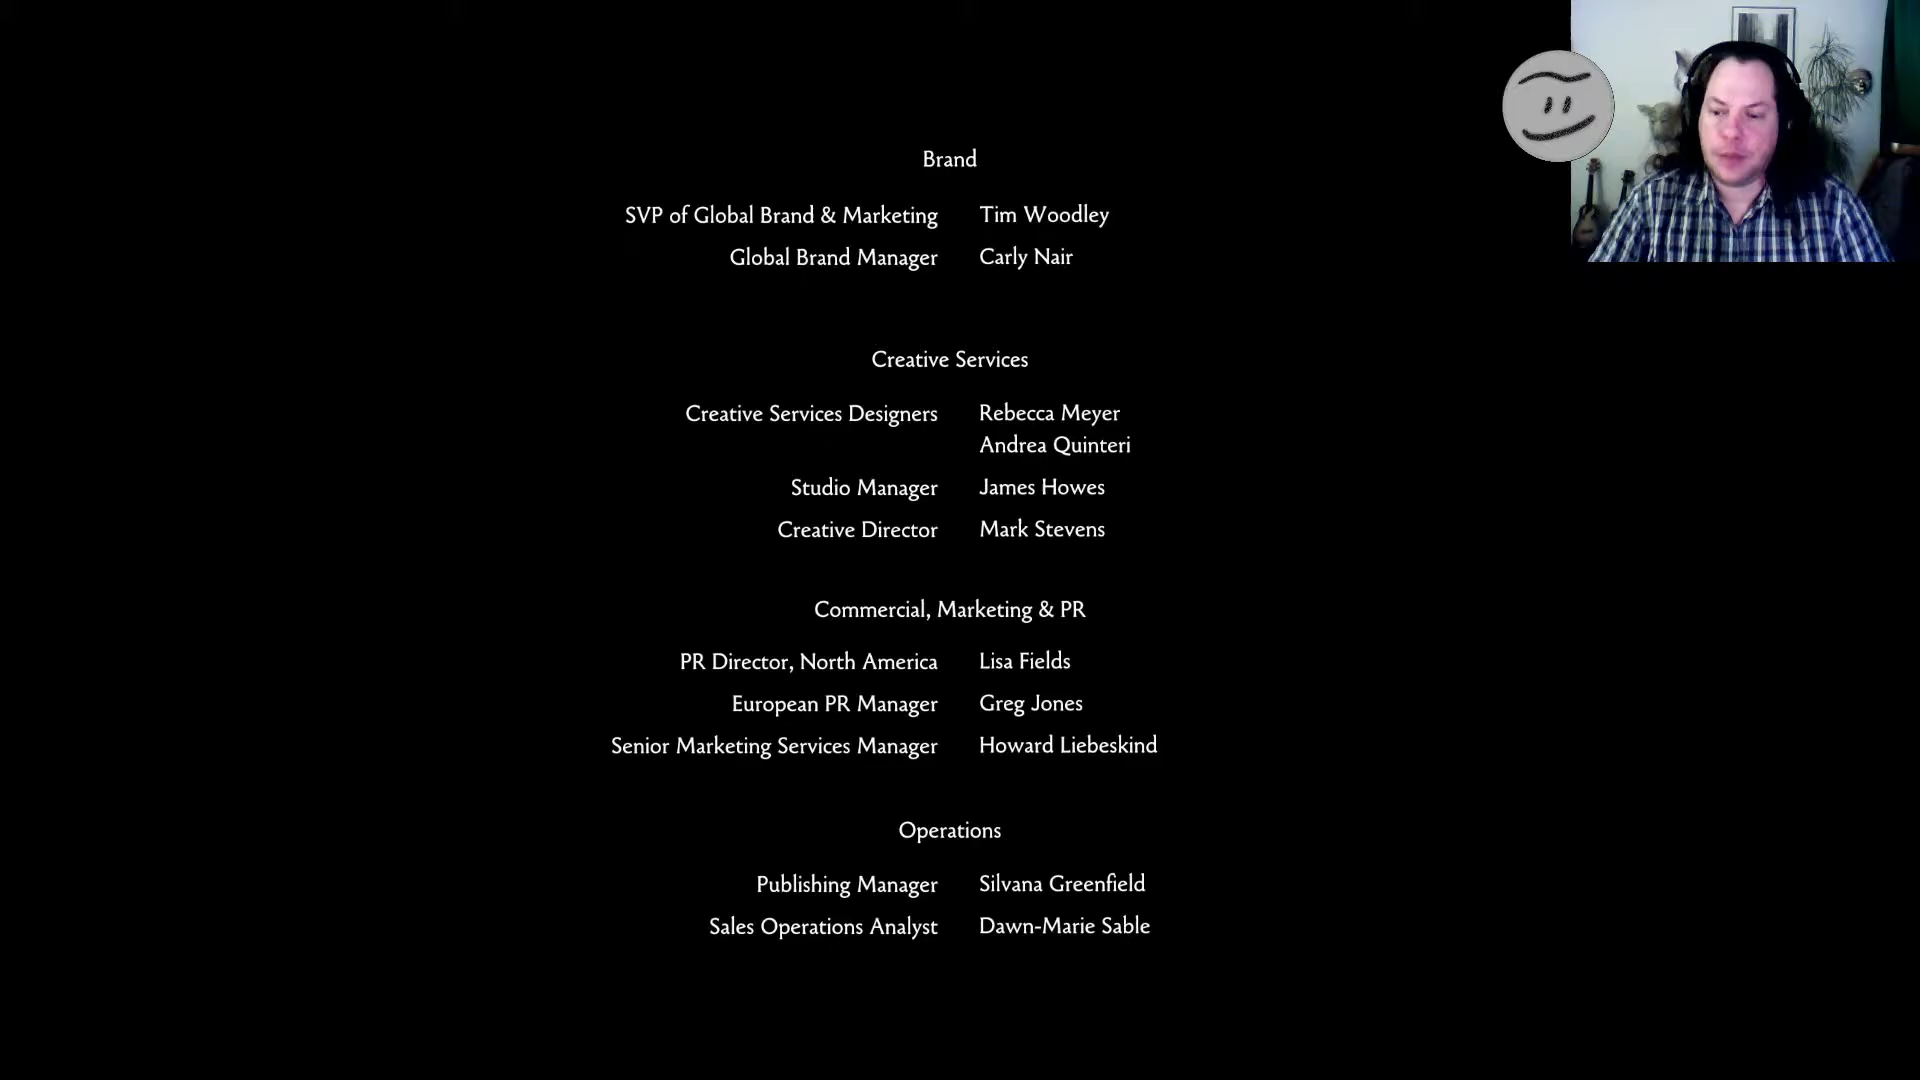 Brand
SVP of Global Brand & Marketing Tim Woodley
Global Brand Manager Carly Nair
Creative Services
Creative Services Designers Rebecca Meyer
Andrea Quinteri
Studio Manager James Howes
Creative Director Mark Stevens
Commercial, Marketing & PR
PR Director, North America Lisa Fields
European PR Manager Greg Jones
Senior Marketing Services Manager Howard Liebeskind
Operations
Publishing Manager Silvana Greenfield
Sales Operations Analyst Dawn-Marie Sable